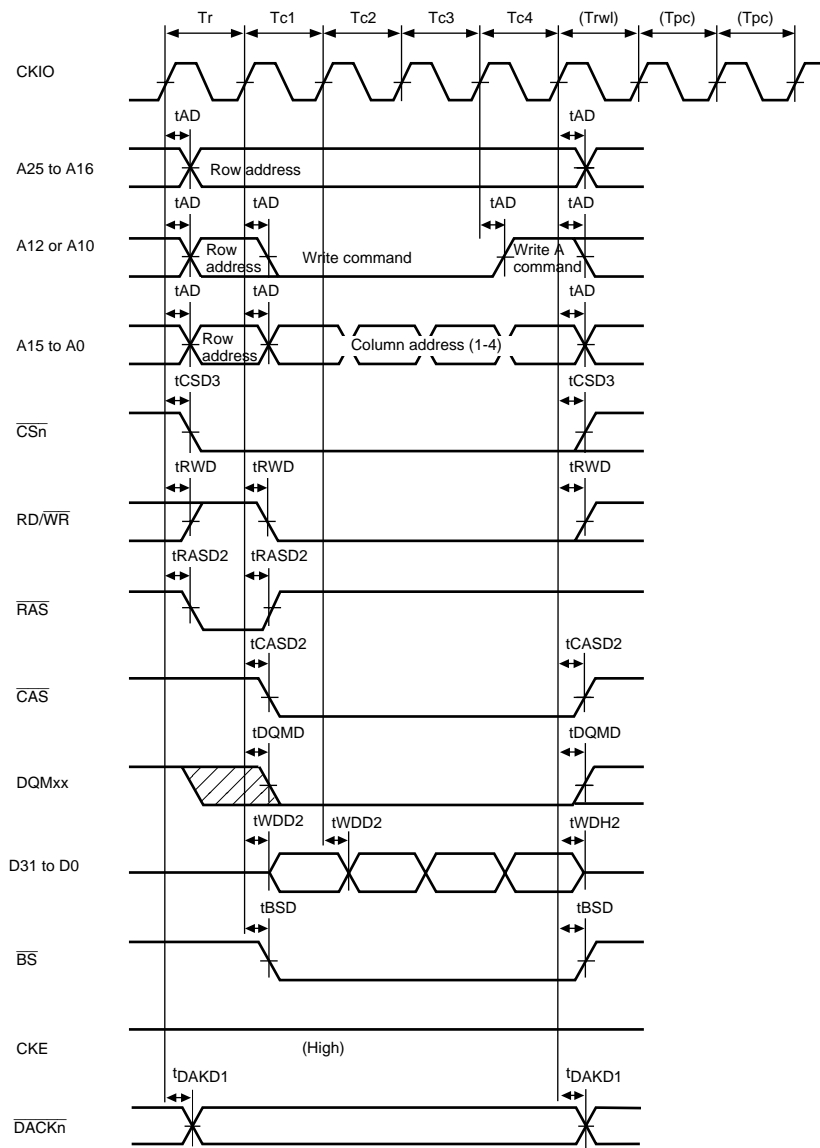 Tr Tc1 Tc2 Tc3 Tc4 (Trwl) (Tpc) (Tpc)
CKIO
tAD tAD
A25 to A16 Row address
tAD tAD tAD tAD
A12 or A10 Row address Write command Write A command
tAD tAD tAD
A15 to A0 Row address Column address (1-4)
tCSD3 tCSD3
CSn
tRWD tRWD tRWD
RD/WR
tRASD2 tRASD2
RAS
tCASD2 tCASD2
CAS
tDQMD tDQMD
DQMxx
tWDD2 tWDD2 tWDH2
D31 to D0
tBSD tBSD
BS
CKE (High)
tDAKD1 tDAKD1
DACKn